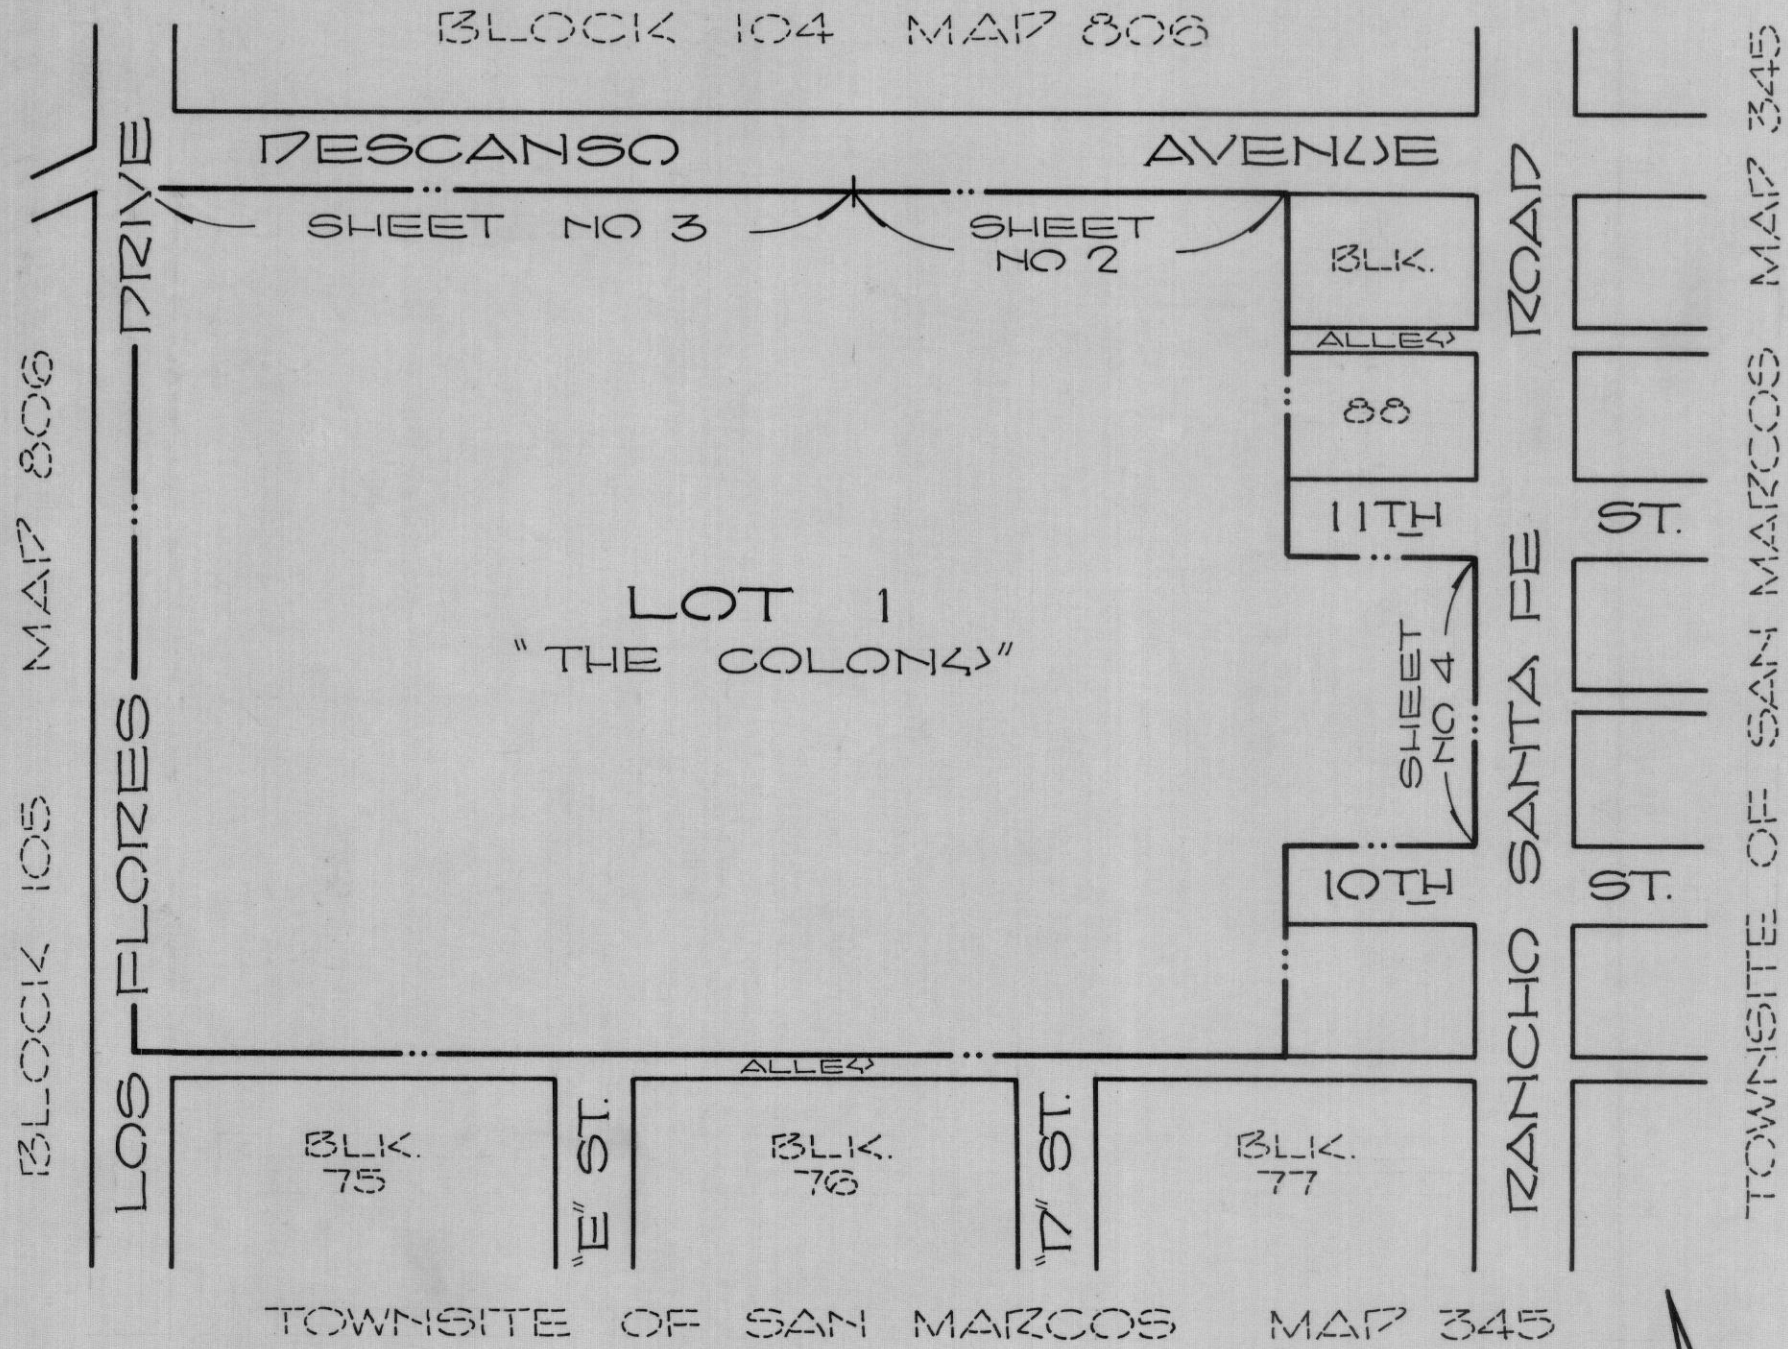 BLOCK 104 MAP 806
DESCANSO AVENUE
SHEET NO 3
SHEET
NO 2
BLK.
ALLEY
88
11TH ST.
LOT 1
"THE COLONY"
SHEET
NO 4
10TH ST.
ALLEY
BLK.
75
"E" ST.
BLK.
76
"D" ST.
BLK.
77
LOS FLORES DRIVE
RANCHO SANTA FE ROAD
BLOCK 105 MAP 806
TOWNSITE OF SAN MARCOS MAP 345
TOWNSITE OF SAN MARCOS MAP 345